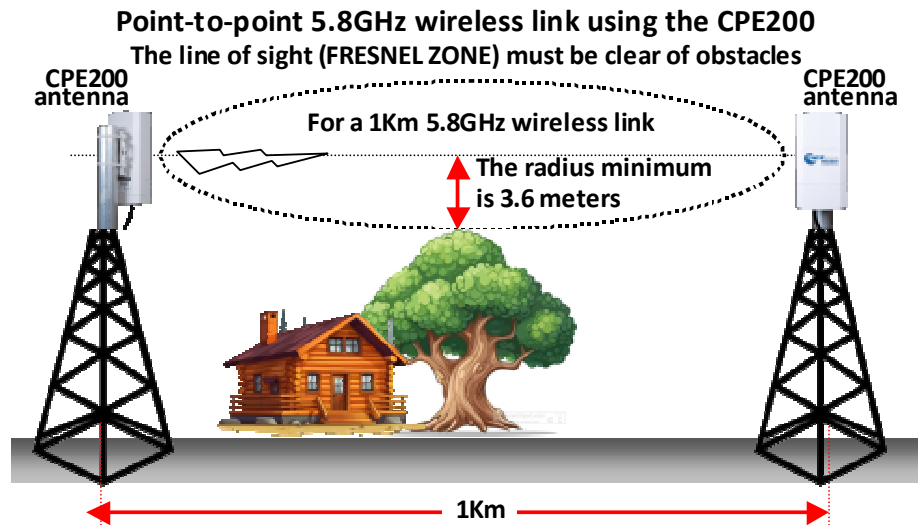 Point-to-point 5.8GHz wireless link using the CPE200
The line of sight (FRESNEL ZONE) must be clear of obstacles
CPE200
antenna
CPE200
antenna
For a 1Km 5.8GHz wireless link
The radius minimum
is 3.6 meters
1Km